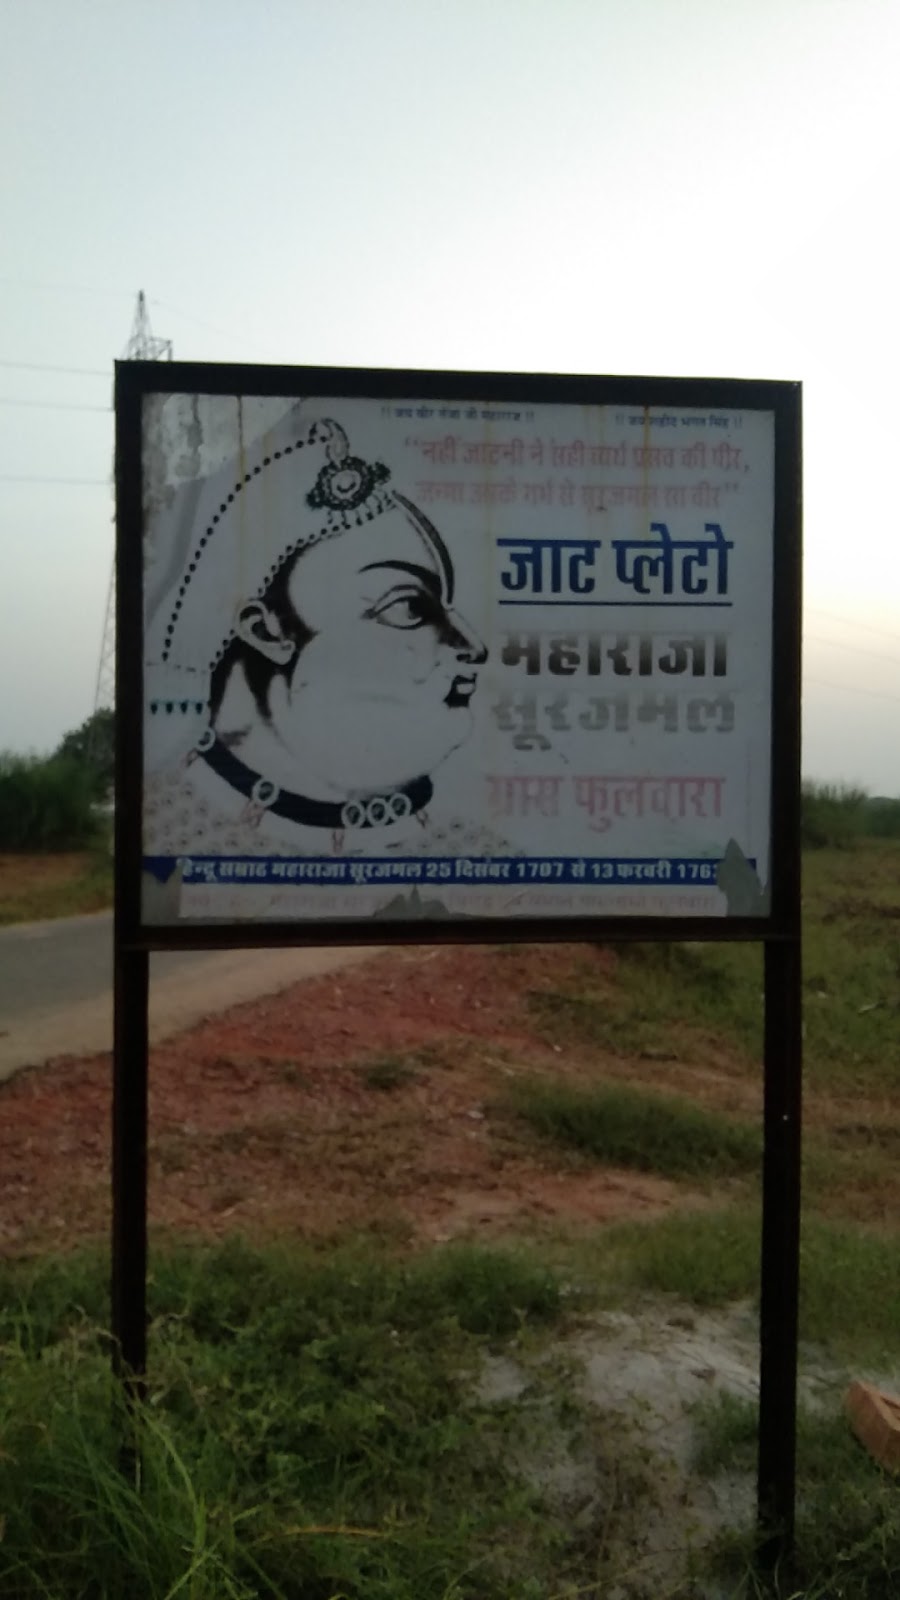 !! जय वीर तेजा जी महाराज !!
!! जय शहीद भगत सिंह !!
“नहीं जाटनी ने सही व्यर्थ प्रसव की पीर,
जन्मा उसके गर्भ से सूरजमल सा वीर”
जाट प्लेटो
महाराजा
सूरजमल
ग्रास फुलवारा
हिन्दू सम्राट महाराजा सूरजमल 25 दिसंबर 1707 से 13 फरवरी 1763